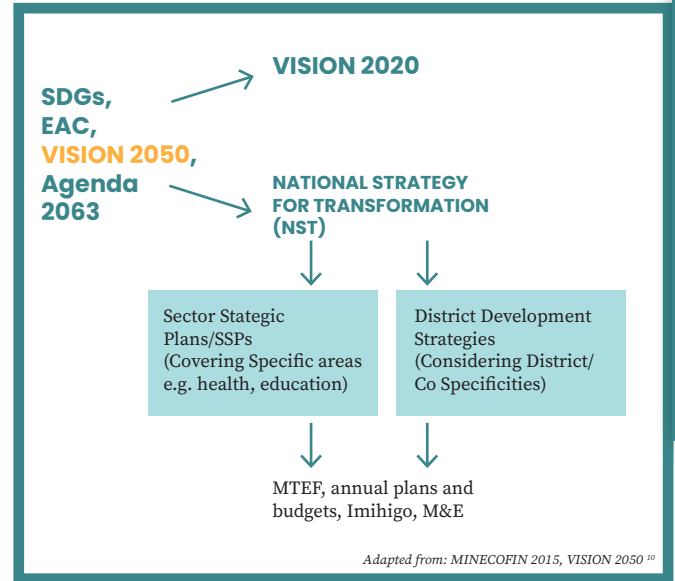 VISION 2020
SDGs,
EAC,
VISION 2050,
Agenda
2063
NATIONAL STRATEGY
FOR TRANSFORMATION
(NST)
Sector Stategic
Plans/SSPs
(Covering Specific areas
e.g. health, education)
District Development
Strategies
(Considering District/
Co Specificities)
MTEF, annual plans and
budgets, Imihigo, M&E
Adapted from: MINECOFIN 2015, VISION 2050 10